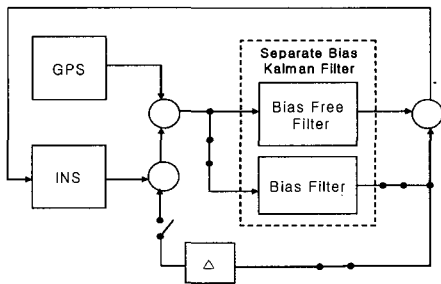 Separate Bias
Kalman Filter
GPS
Bias Free
Filter
INS
Bias Filter
△